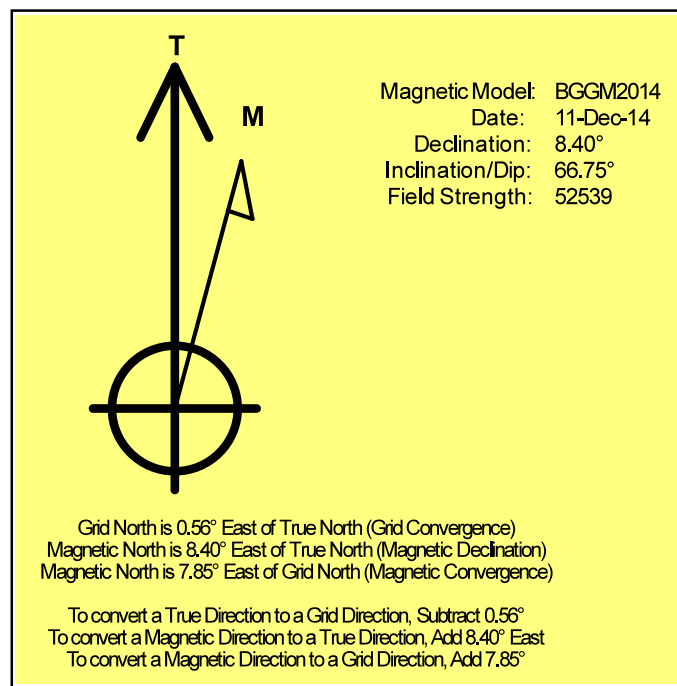 T
M
Magnetic Model: BGGM2014
Date: 11-Dec-14
Declination: 8.40°
Inclination/Dip: 66.75°
Field Strength: 52539
Grid North is 0.56° East of True North (Grid Convergence)
Magnetic North is 8.40° East of True North (Magnetic Declination)
Magnetic North is 7.85° East of Grid North (Magnetic Convergence)
To convert a True Direction to a Grid Direction, Subtract 0.56°
To convert a Magnetic Direction to a True Direction, Add 8.40° East
To convert a Magnetic Direction to a Grid Direction, Add 7.85°